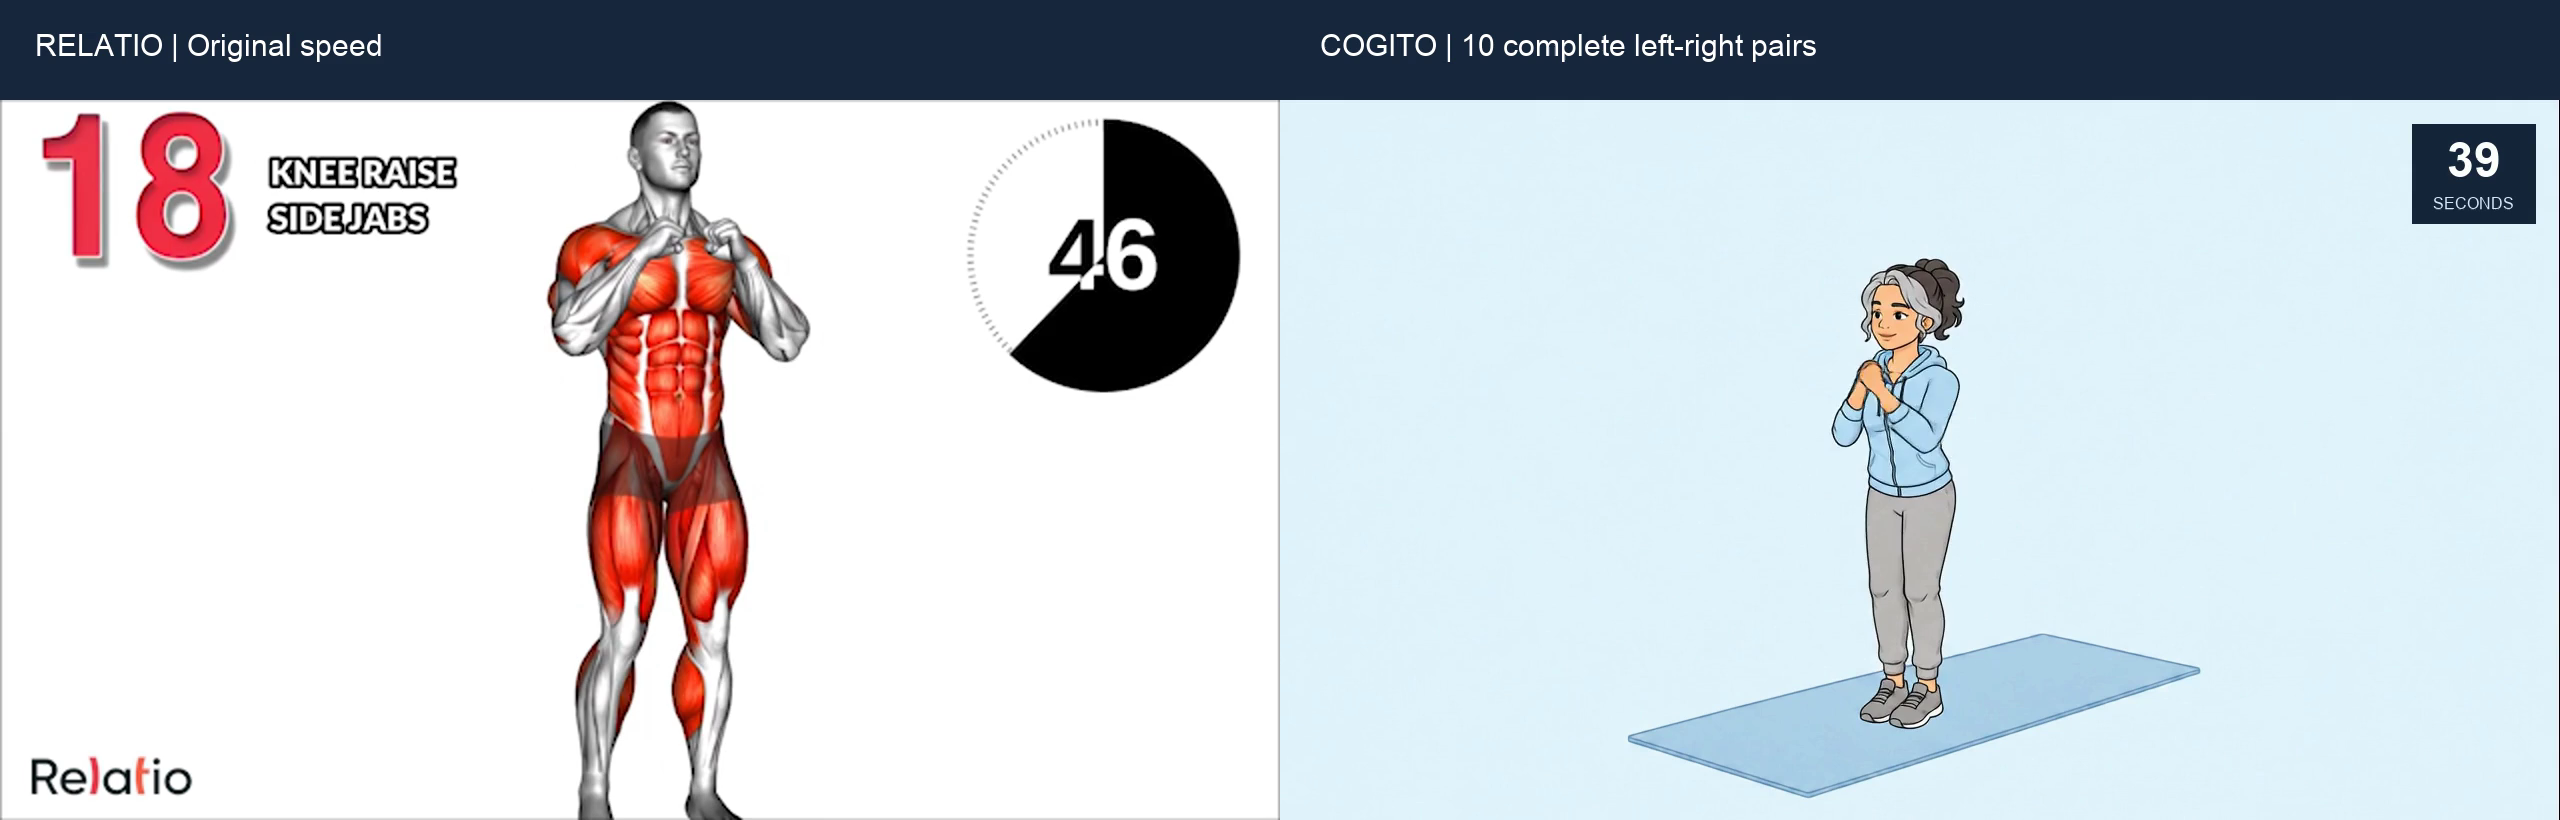 RELATIO | Original speed
COGITO | 10 complete left-right pairs
18
KNEE RAISE
SIDE JABS
46
39
SECONDS
Relatio